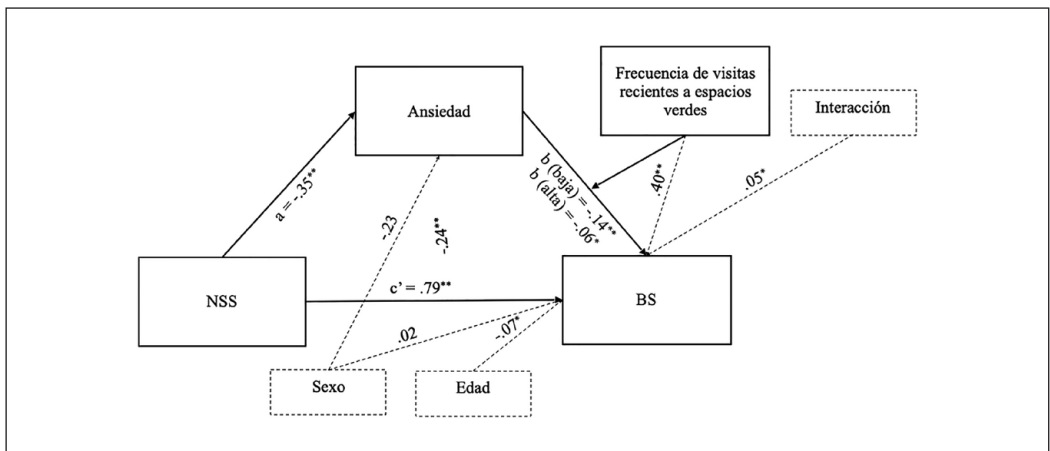 Frecuencia de visitas
recientes a espacios
verdes
Ansiedad
Interacción
a = -.35**
b (baja) = -.14**
b (alta) = -.06*
.40**
.05*
-.23
-.24**
NSS
c' = .79**
BS
.02
-.07*
Sexo
Edad